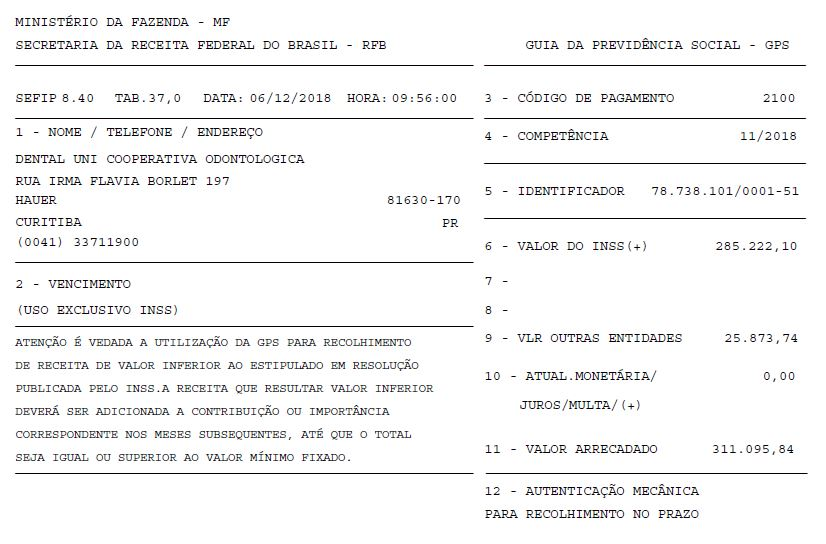 MINISTÉRIO DA FAZENDA - MF
SECRETARIA DA RECEITA FEDERAL DO BRASIL - RFB
GUIA DA PREVIDÊNCIA SOCIAL - GPS
SEFIP 8.40 TAB.37,0 DATA: 06/12/2018 HORA: 09:56:00
1 - NOME / TELEFONE / ENDEREÇO
DENTAL UNI COOPERATIVA ODONTOLOGICA
RUA IRMA FLAVIA BORLET 197
HAUER 81630-170
CURITIBA PR
(0041) 33711900
2 - VENCIMENTO
(USO EXCLUSIVO INSS)
ATENÇÃO É VEDADA A UTILIZAÇÃO DA GPS PARA RECOLHIMENTO
DE RECEITA DE VALOR INFERIOR AO ESTIPULADO EM RESOLUÇÃO
PUBLICADA PELO INSS.A RECEITA QUE RESULTAR VALOR INFERIOR
DEVERÁ SER ADICIONADA A CONTRIBUIÇÃO OU IMPORTÂNCIA
CORRESPONDENTE NOS MESES SUBSEQUENTES, ATÉ QUE O TOTAL
SEJA IGUAL OU SUPERIOR AO VALOR MÍNIMO FIXADO.
3 - CÓDIGO DE PAGAMENTO 2100
4 - COMPETÊNCIA 11/2018
5 - IDENTIFICADOR 78.738.101/0001-51
6 - VALOR DO INSS(+) 285.222,10
7 -
8 -
9 - VLR OUTRAS ENTIDADES 25.873,74
10 - ATUAL.MONETÁRIA/ 0,00
JUROS/MULTA/(+)
11 - VALOR ARRECADADO 311.095,84
12 - AUTENTICAÇÃO MECÂNICA
PARA RECOLHIMENTO NO PRAZO